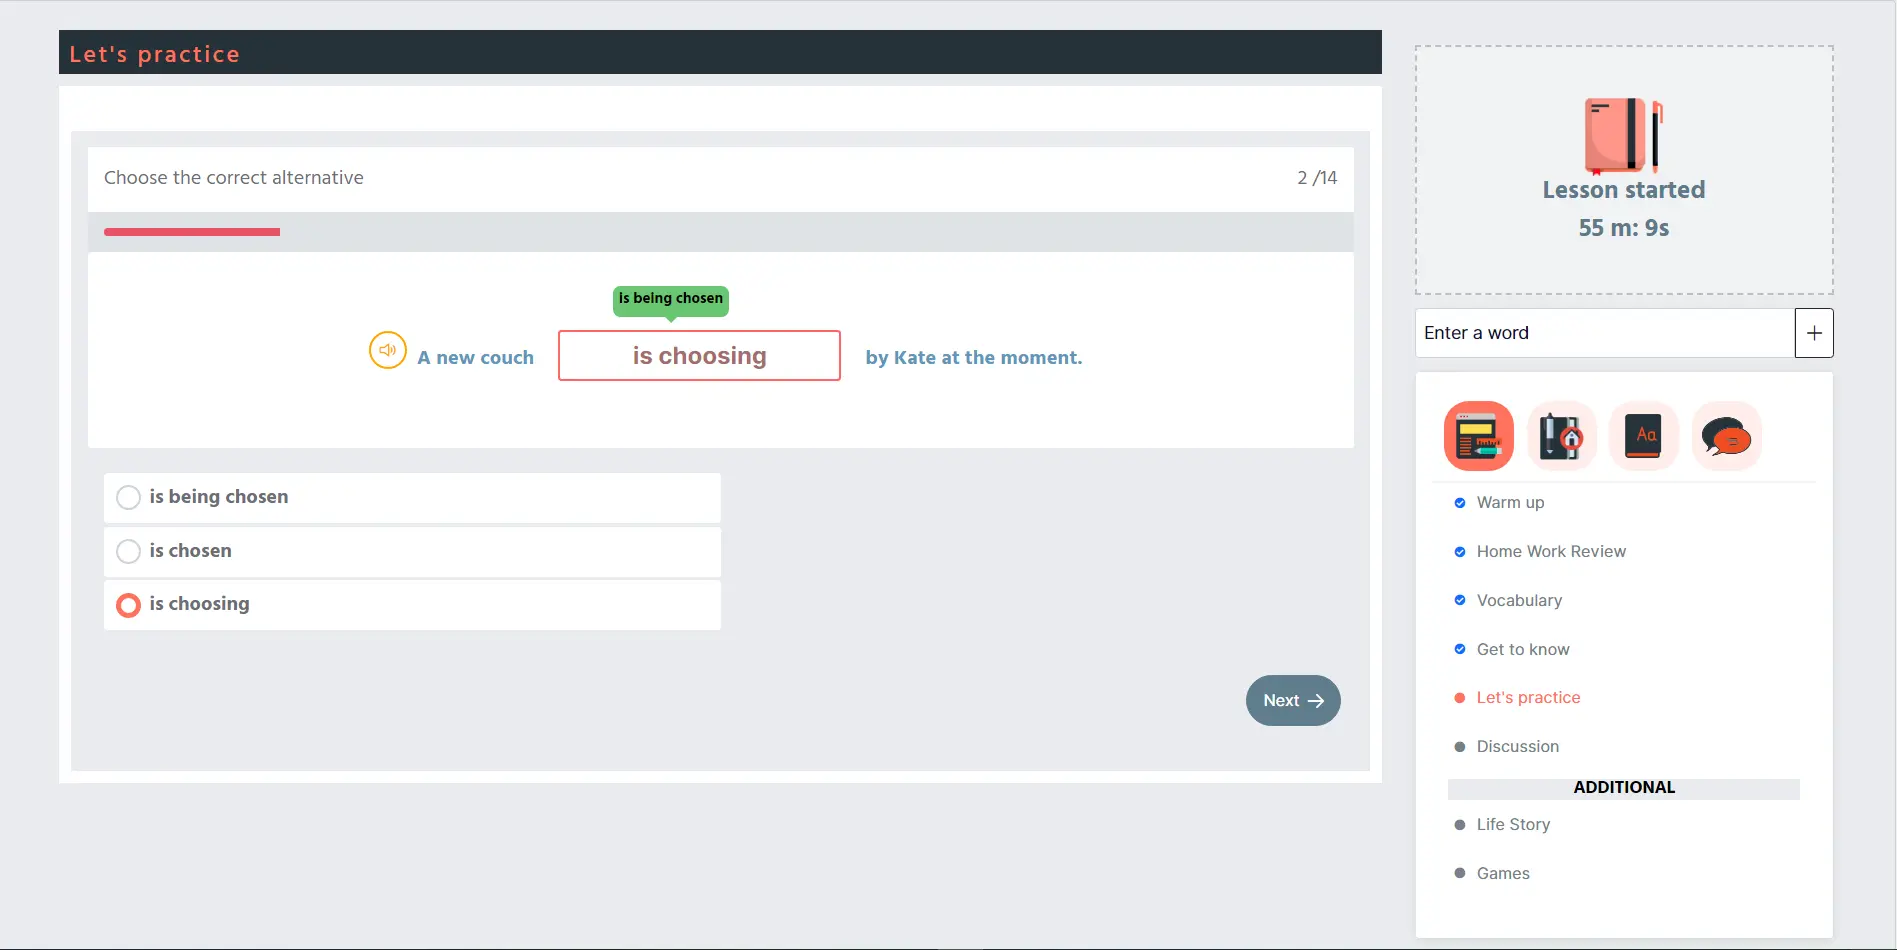 Let's practice
Choose the correct alternative
2 /14
is being chosen
A new couch is choosing by Kate at the moment.
is being chosen
is chosen
is choosing
Next
Lesson started
55 m: 9s
Enter a word
+
Aa
Warm up
Home Work Review
Vocabulary
Get to know
Let's practice
Discussion
ADDITIONAL
Life Story
Games